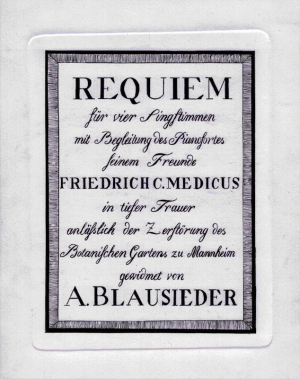 REQUIEM
für vier Singstimmen
mit Begleitung des Pianofortes
seinem Freunde
FRIEDRICH C. MEDICUS
in tiefer Trauer
anläßlich der Zerstörung des
Botanischen Gartens zu Mannheim
gewidmet von
A. BLAUSIEDER